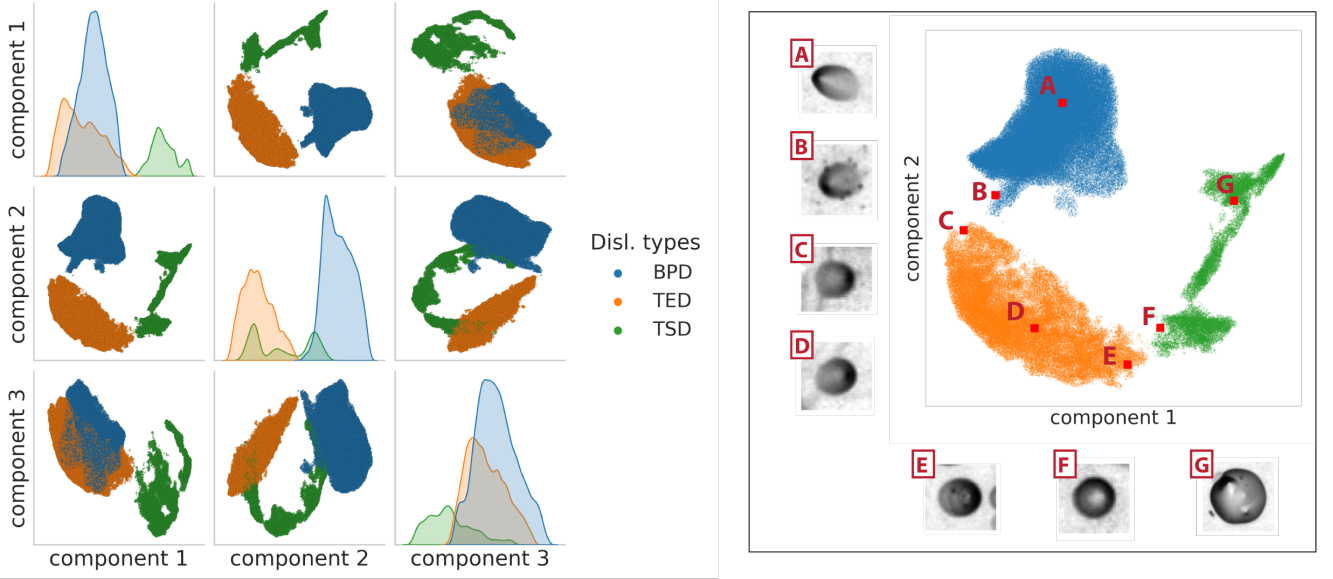 component 1
component 2
component 3
component 1
component 2
component 3
Disl. types
BPD
TED
TSD
A
B
C
D
A
B
C
D
E
F
G
component 2
component 1
E
F
G